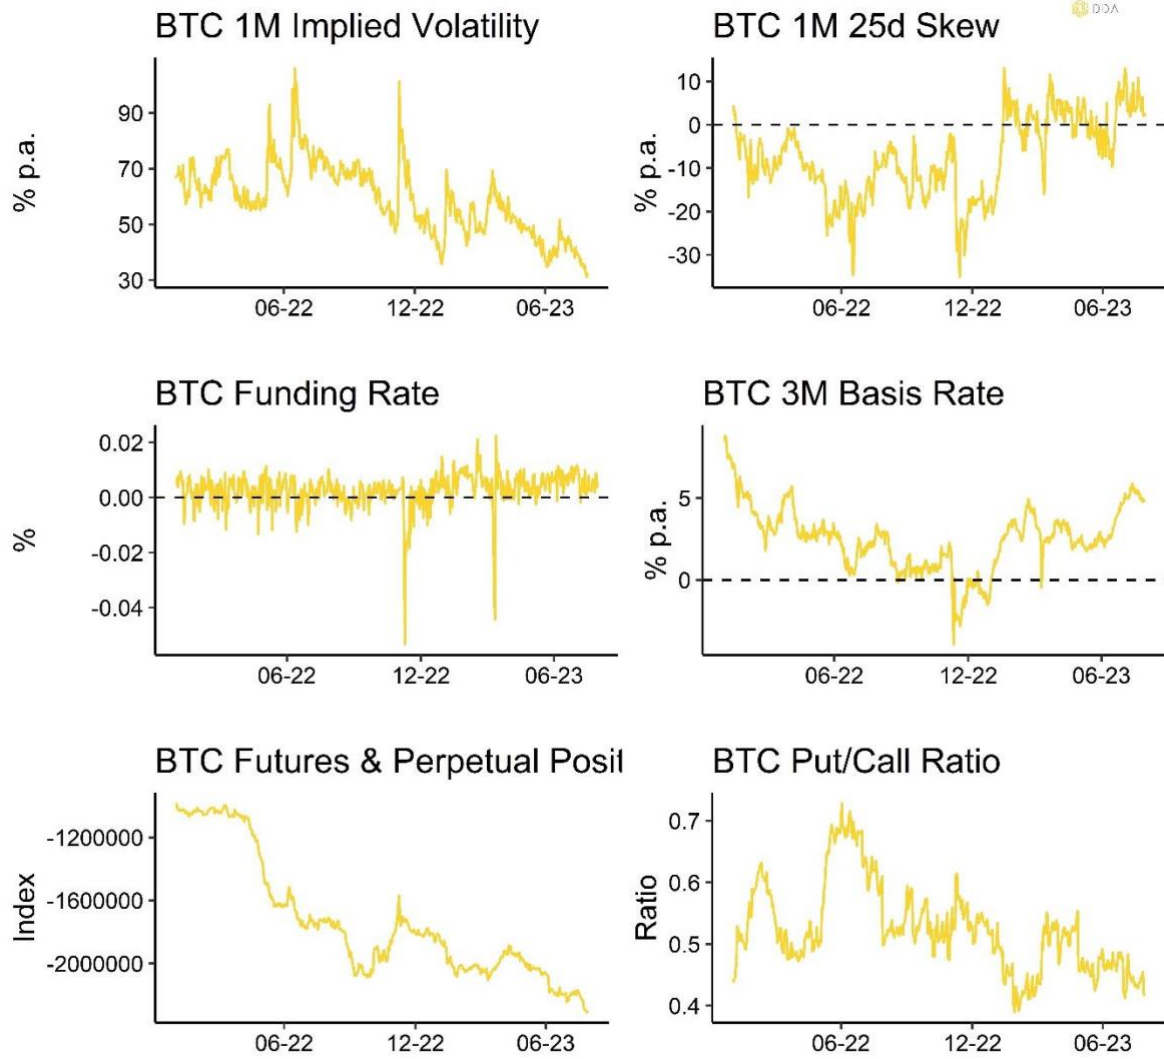 DDA
BTC 1M Implied Volatility
% p.a.
90
70
50
30
06-22 12-22 06-23
BTC 1M 25d Skew
% p.a.
10
0
-10
-20
-30
06-22 12-22 06-23
BTC Funding Rate
%
0.02
0.00
-0.02
-0.04
06-22 12-22 06-23
BTC 3M Basis Rate
% p.a.
5
0
06-22 12-22 06-23
BTC Futures & Perpetual Posit
Index
-1200000
-1600000
-2000000
06-22 12-22 06-23
BTC Put/Call Ratio
Ratio
0.7
0.6
0.5
0.4
06-22 12-22 06-23